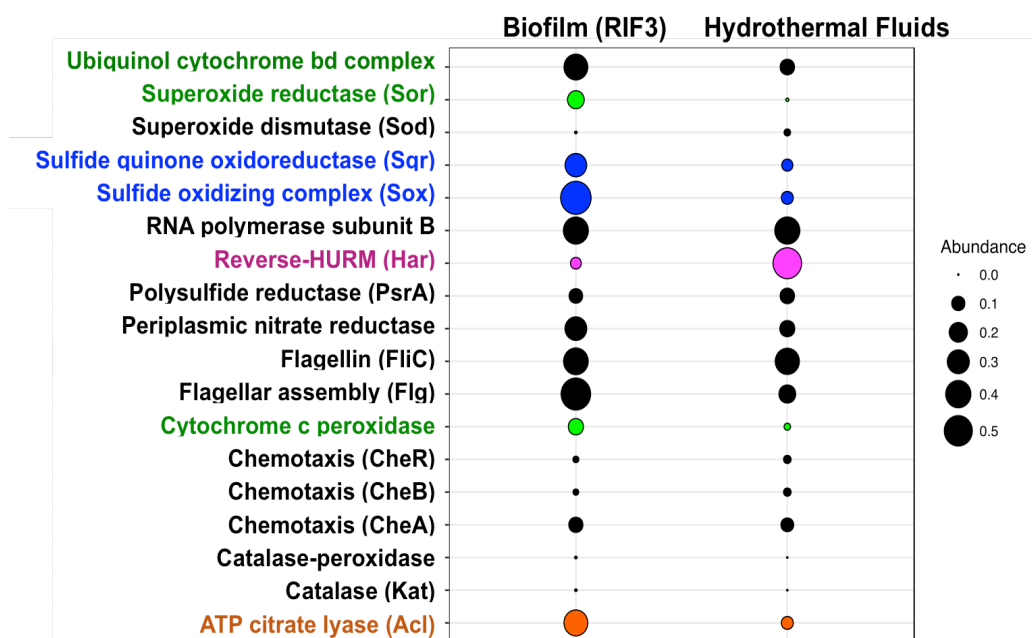 Biofilm (RIF3) Hydrothermal Fluids
Ubiquinol cytochrome bd complex
Superoxide reductase (Sor)
Superoxide dismutase (Sod)
Sulfide quinone oxidoreductase (Sqr)
Sulfide oxidizing complex (Sox)
RNA polymerase subunit B
Reverse-HURM (Har)
Polysulfide reductase (PsrA)
Periplasmic nitrate reductase
Flagellin (FliC)
Flagellar assembly (Flg)
Cytochrome c peroxidase
Chemotaxis (CheR)
Chemotaxis (CheB)
Chemotaxis (CheA)
Catalase-peroxidase
Catalase (Kat)
ATP citrate lyase (Acl)
Abundance
0.0
0.1
0.2
0.3
0.4
0.5